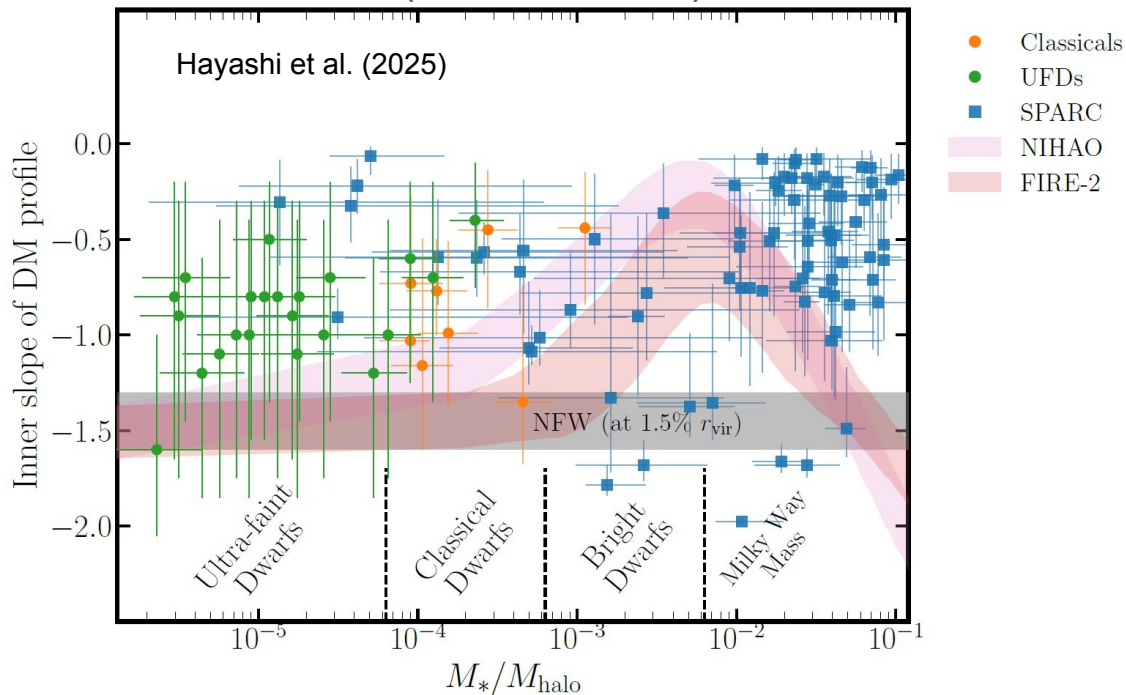 Hayashi et al. (2025)
Classicals
UFDs
SPARC
NIHAO
FIRE-2
Inner slope of DM profile
0.0
−0.5
−1.0
−1.5
−2.0
NFW (at 1.5% r_vir)
Ultra-faint
Dwarfs
Classical
Dwarfs
Bright
Dwarfs
Milky Way
Mass
10^−5
10^−4
10^−3
10^−2
10^−1
M_*/M_halo